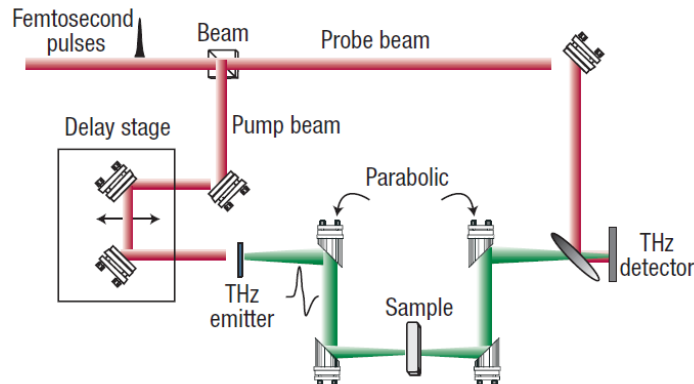 Femtosecond
pulses
Beam
Probe beam
Delay stage
Pump beam
Parabolic
THz
detector
THz
emitter
Sample